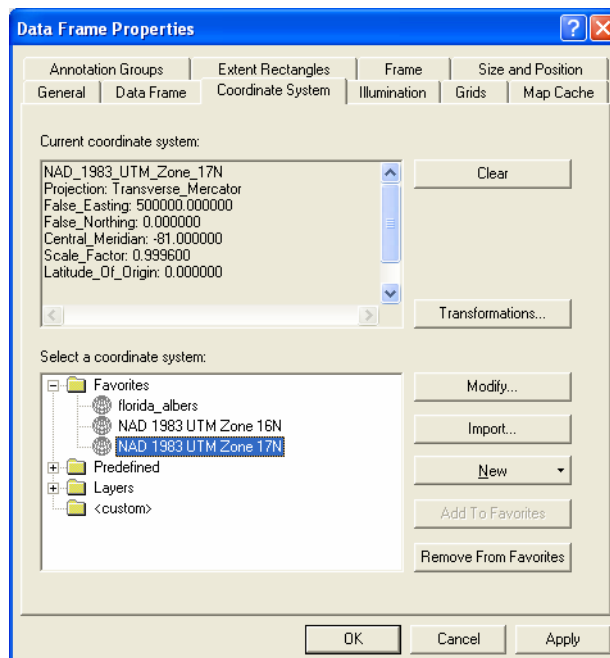 Data Frame Properties
Annotation Groups Extent Rectangles Frame Size and Position
General Data Frame Coordinate System Illumination Grids Map Cache
Current coordinate system:
NAD_1983_UTM_Zone_17N
Projection: Transverse_Mercator
False_Easting: 500000.000000
False_Northing: 0.000000
Central_Meridian: -81.000000
Scale_Factor: 0.999600
Latitude_Of_Origin: 0.000000
Clear
Transformations...
Select a coordinate system:
Favorites
florida_albers
NAD 1983 UTM Zone 16N
NAD 1983 UTM Zone 17N
Predefined
Layers
<custom>
Modify...
Import...
New
Add To Favorites
Remove From Favorites
OK Cancel Apply